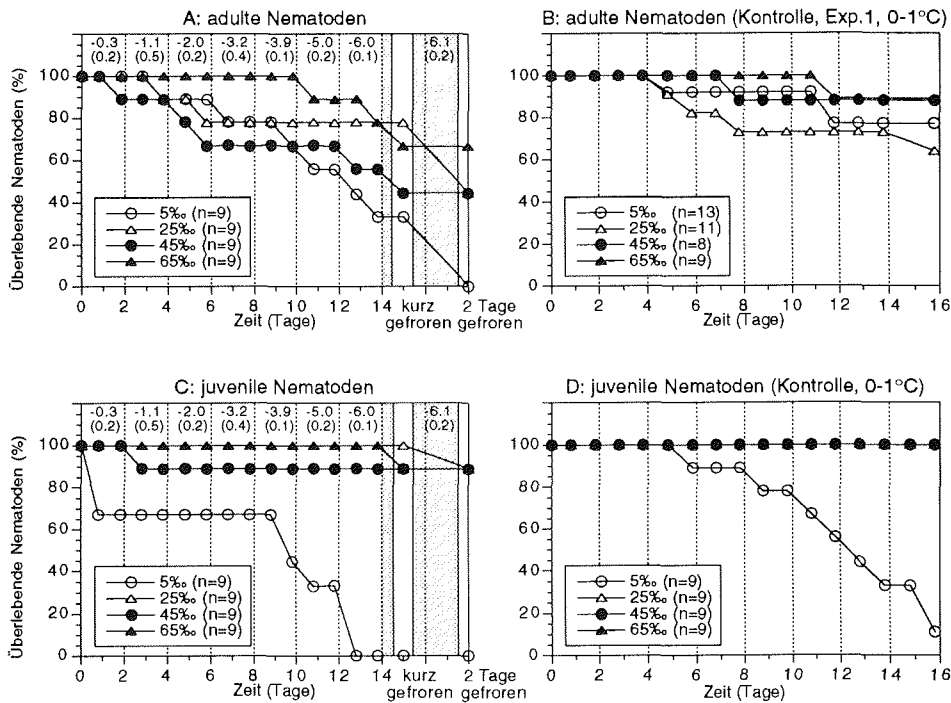 A: adulte Nematoden
-0.3 -1.1 -2.0 -3.2 -3.9 -5.0 -6.0 -6.1
(0.2) (0.5) (0.2) (0.4) (0.1) (0.2) (0.1) (0.2)
Überlebende Nematoden (%)
100
80
60
40
20
0
5‰ (n=9)
25‰ (n=9)
45‰ (n=9)
65‰ (n=9)
0 2 4 6 8 10 12 14 kurz 2 Tage
Zeit (Tage) gefroren gefroren
B: adulte Nematoden (Kontrolle, Exp.1, 0-1°C)
100
80
60
40
20
0
5‰ (n=13)
25‰ (n=11)
45‰ (n=8)
65‰ (n=9)
0 2 4 6 8 10 12 14 16
Zeit (Tage)
C: juvenile Nematoden
-0.3 -1.1 -2.0 -3.2 -3.9 -5.0 -6.0 -6.1
(0.2) (0.5) (0.2) (0.4) (0.1) (0.2) (0.1) (0.2)
Überlebende Nematoden (%)
100
80
60
40
20
0
5‰ (n=9)
25‰ (n=9)
45‰ (n=9)
65‰ (n=9)
0 2 4 6 8 10 12 14 kurz 2 Tage
Zeit (Tage) gefroren gefroren
D: juvenile Nematoden (Kontrolle, 0-1°C)
100
80
60
40
20
0
5‰ (n=9)
25‰ (n=9)
45‰ (n=9)
65‰ (n=9)
0 2 4 6 8 10 12 14 16
Zeit (Tage)